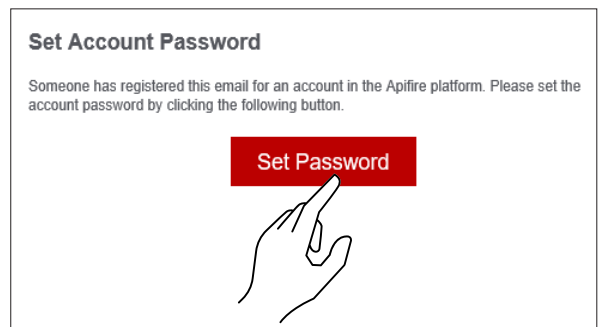 Set Account Password
Someone has registered this email for an account in the Apifire platform. Please set the
account password by clicking the following button.
Set Password